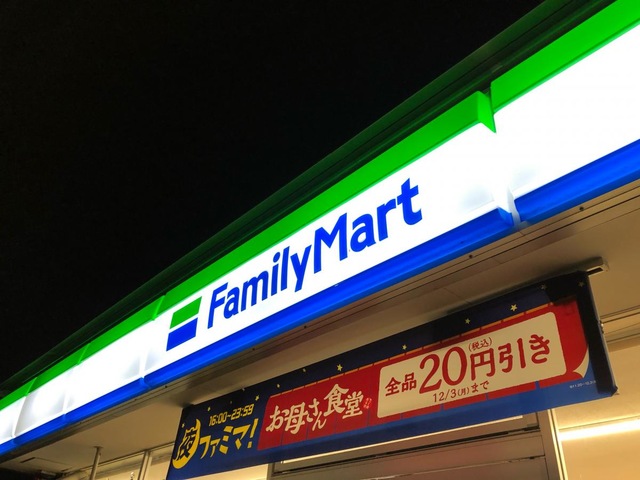 FamilyMart
16:00-23:59
夜ファミマ!
お母さん食堂
全品20円(税込)引き
12/3(月)まで